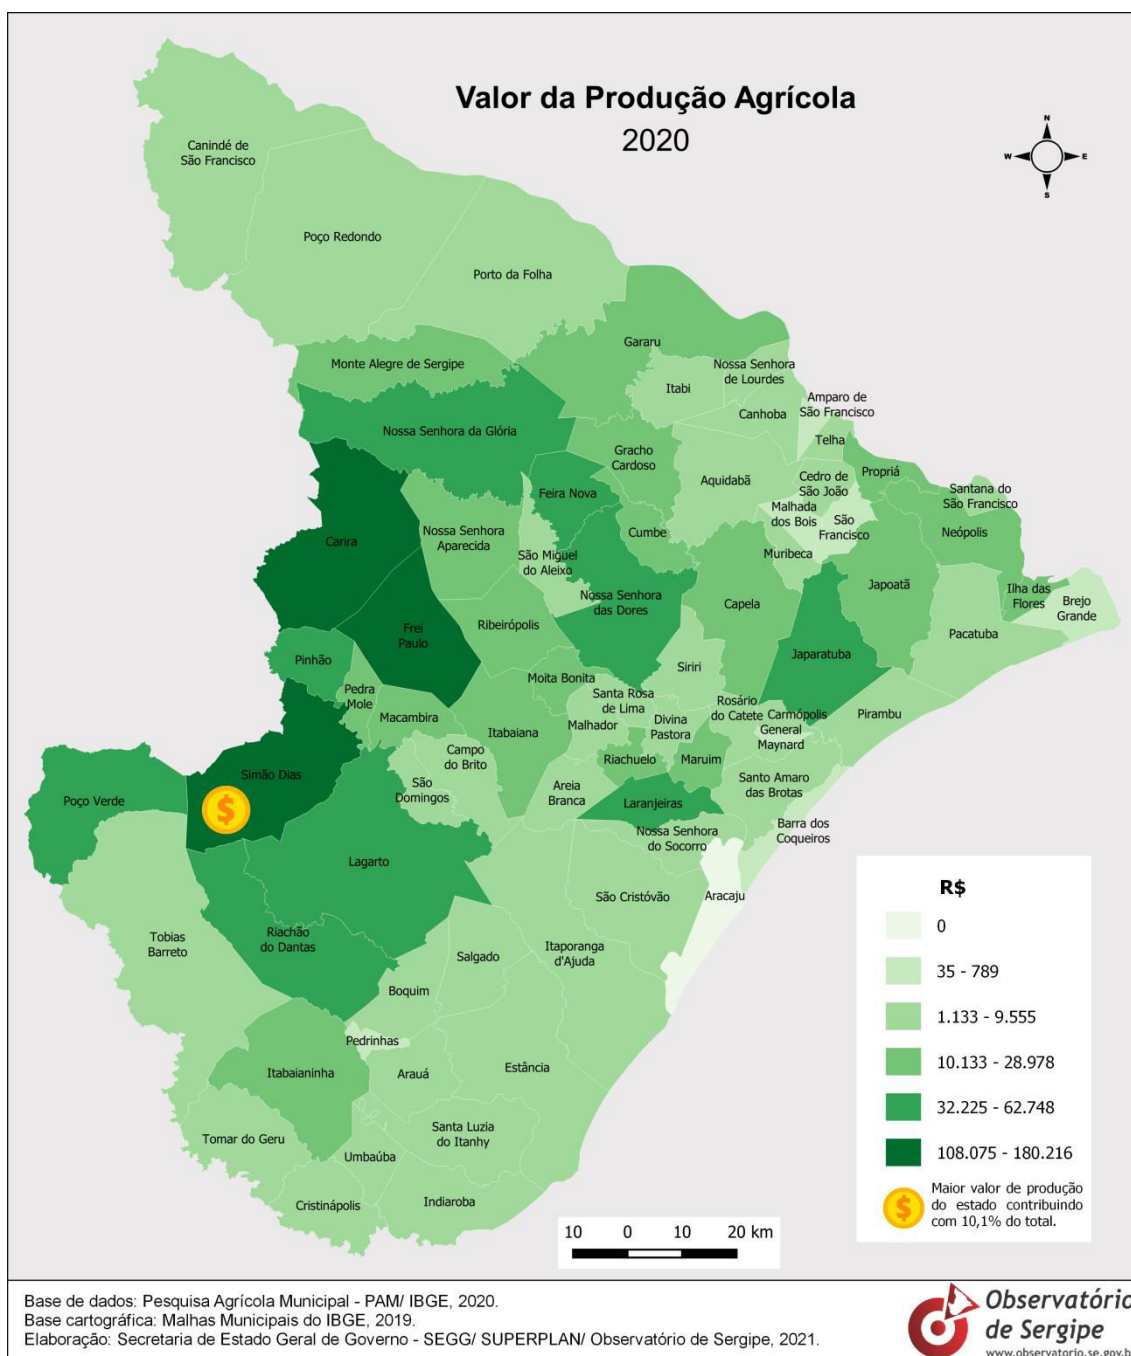 Valor da Produção Agrícola
2020
N
W
E
S
Canindé de
São Francisco
Poço Redondo
Porto da Folha
Gararu
Monte Alegre de Sergipe
Nossa Senhora
de Lourdes
Itabi
Amparo de
São Francisco
Canhoba
Nossa Senhora da Glória
Telha
Gracho
Cardoso
Propriá
Aquidabã
Cedro de
São João
Feira Nova
Santana do
São Francisco
Malhada
dos Bois
São
Francisco
Nossa Senhora
Aparecida
Cumbe
Neópolis
Carira
São Miguel
do Aleixo
Muribeca
Japoatã
Nossa Senhora
das Dores
Capela
Ilha das
Flores
Brejo
Grande
Frei
Paulo
Ribeirópolis
Pacatuba
Pinhão
Siriri
Japaratuba
Moita Bonita
Pedra
Mole
Santa Rosa
de Lima
Rosário
do Catete
Carmópolis
Pirambu
Macambira
Itabaiana
Malhador
Divina
Pastora
General
Maynard
Campo
do Brito
Riachuelo
Maruim
Simão Dias
São
Domingos
Areia
Branca
Santo Amaro
das Brotas
Poço Verde
Laranjeiras
Nossa Senhora
do Socorro
Barra dos
Coqueiros
Lagarto
São Cristóvão
Aracaju
Tobias
Barreto
Riachão
do Dantas
Salgado
Itaporanga
d'Ajuda
Boquim
Pedrinhas
Itabaianinha
Arauá
Estância
Tomar do Geru
Santa Luzia
do Itanhy
Umbaúba
Cristinápolis
Indiaroba
R$
0
35 - 789
1.133 - 9.555
10.133 - 28.978
32.225 - 62.748
108.075 - 180.216
$
$
Maior valor de produção
do estado contribuindo
com 10,1% do total.
10 0 10 20 km
Base de dados: Pesquisa Agrícola Municipal - PAM/ IBGE, 2020.
Base cartográfica: Malhas Municipais do IBGE, 2019.
Elaboração: Secretaria de Estado Geral de Governo - SEGG/ SUPERPLAN/ Observatório de Sergipe, 2021.
Observatório
de Sergipe
www.observatorio.se.gov.b